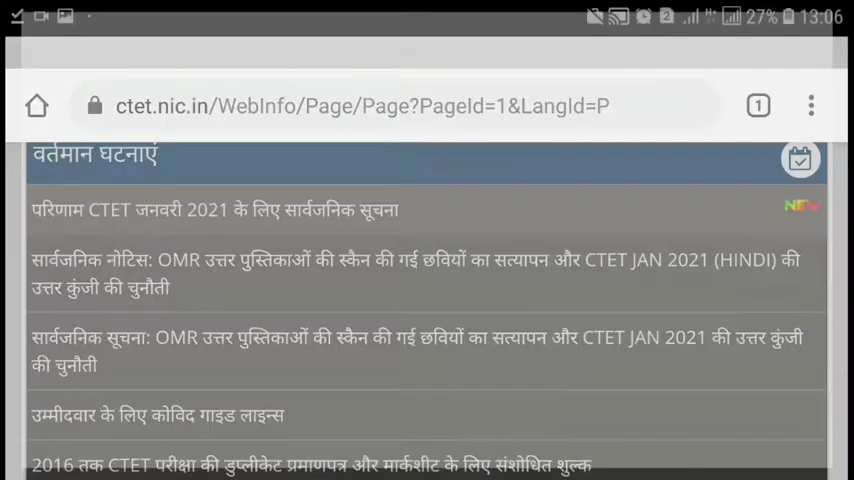 2 27% 13:06
ctet.nic.in/WebInfo/Page/Page?PageId=1&LangId=P 1
वर्तमान घटनाएं
परिणाम CTET जनवरी 2021 के लिए सार्वजनिक सूचना NEW
सार्वजनिक नोटिस: OMR उत्तर पुस्तिकाओं की स्कैन की गई छवियों का सत्यापन और CTET JAN 2021 (HINDI) की
उत्तर कुंजी की चुनौती
सार्वजनिक सूचना: OMR उत्तर पुस्तिकाओं की स्कैन की गई छवियों का सत्यापन और CTET JAN 2021 की उत्तर कुंजी
की चुनौती
उम्मीदवार के लिए कोविद गाइड लाइन्स
2016 तक CTET परीक्षा की डुप्लीकेट प्रमाणपत्र और मार्कशीट के लिए संशोधित शुल्क